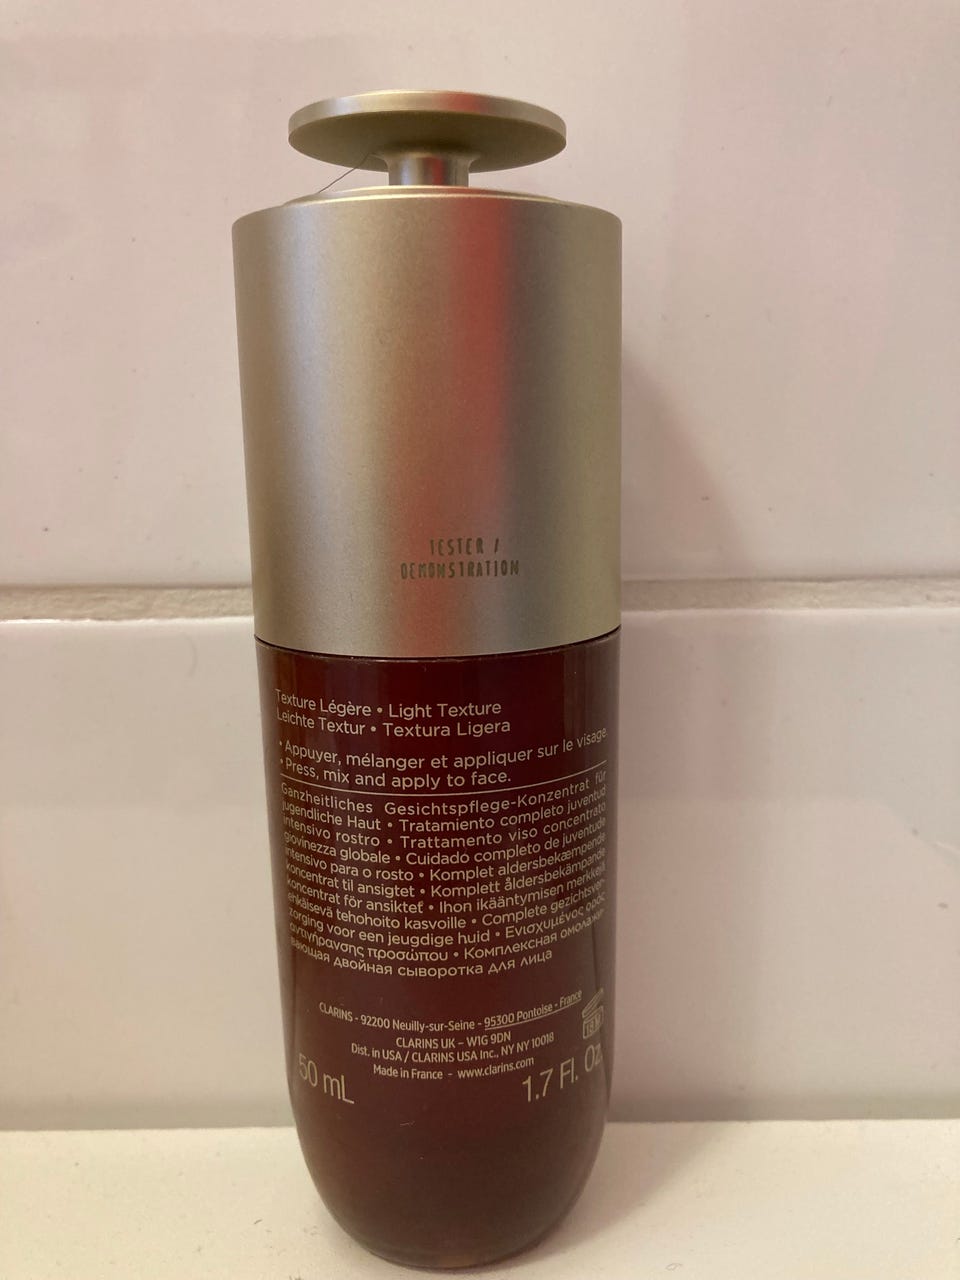 TESTER /
DEMONSTRATION
Texture Légère • Light Texture
Leichte Textur • Textura Ligera
• Appuyer, mélanger et appliquer sur le visage.
• Press, mix and apply to face.
Ganzheitliches Gesichtspflege-Konzentrat für
jugendliche Haut • Tratamiento completo juventud
intensivo rostro • Trattamento viso concentrato
giovinezza globale • Cuidado completo de juventude
intensivo para o rosto • Komplet aldersbekæmpende
koncentrat til ansigtet • Komplett åldersbekämpande
koncentrat för ansiktet • Ihon ikääntymisen merkkejä
ehkäisevä tehohoito kasvoille • Complete gezichtsver-
zorging voor een jeugdige huid • Ενισχυμένος ορός
αντιγήρανσης προσώπου • Комплексная омолажи-
вающая двойная сыворотка для лица
CLARINS - 92200 Neuilly-sur-Seine - 95300 Pontoise - France
CLARINS UK – W1G 9DN
Dist. in USA / CLARINS USA Inc., NY NY 10018
Made in France - www.clarins.com
18 M
50 mL
1.7 Fl. Oz.